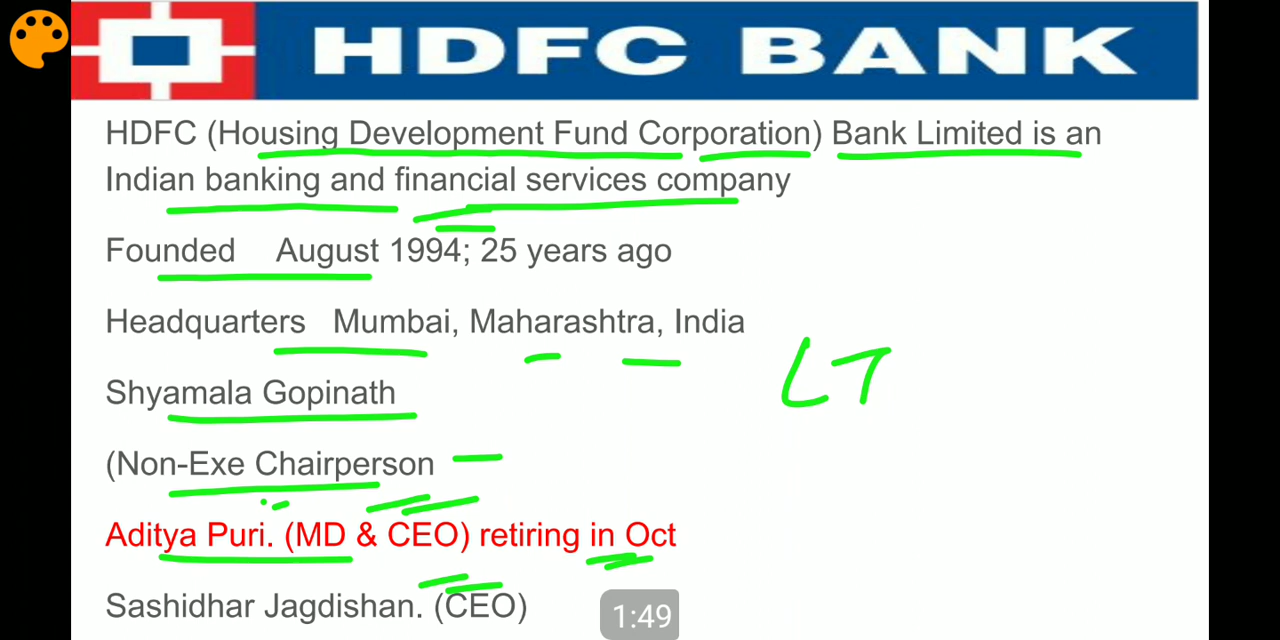 HDFC BANK
HDFC (Housing Development Fund Corporation) Bank Limited is an
Indian banking and financial services company
Founded August 1994; 25 years ago
Headquarters Mumbai, Maharashtra, India
LT
Shyamala Gopinath
(Non-Exe Chairperson
Aditya Puri. (MD & CEO) retiring in Oct
Sashidhar Jagdishan. (CEO)
1:49